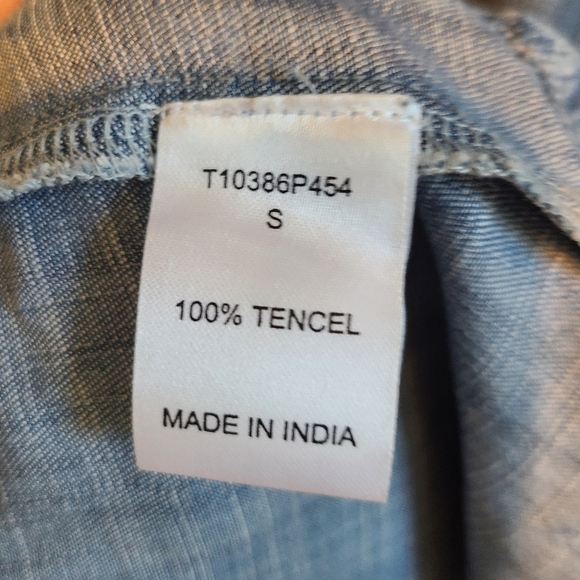 T10386P454
S
100% TENCEL
MADE IN INDIA